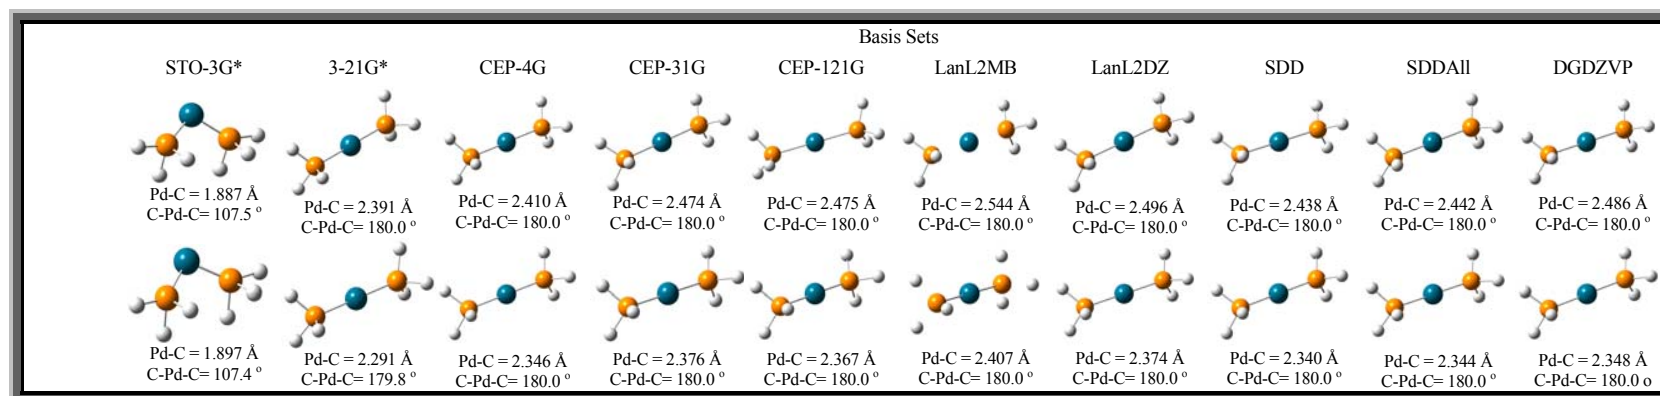 Basis Sets
STO-3G* 3-21G* CEP-4G CEP-31G CEP-121G LanL2MB LanL2DZ SDD SDDAll DGDZVP
Pd-C = 1.887 Å Pd-C = 2.391 Å Pd-C = 2.410 Å Pd-C = 2.474 Å Pd-C = 2.475 Å Pd-C = 2.544 Å Pd-C = 2.496 Å Pd-C = 2.438 Å Pd-C = 2.442 Å Pd-C = 2.486 Å
C-Pd-C= 107.5 º C-Pd-C= 180.0 º C-Pd-C= 180.0 º C-Pd-C= 180.0 º C-Pd-C= 180.0 º C-Pd-C= 180.0 º C-Pd-C= 180.0 º C-Pd-C= 180.0 º C-Pd-C= 180.0 º C-Pd-C= 180.0 º
Pd-C = 1.897 Å Pd-C = 2.291 Å Pd-C = 2.346 Å Pd-C = 2.376 Å Pd-C = 2.367 Å Pd-C = 2.407 Å Pd-C = 2.374 Å Pd-C = 2.340 Å Pd-C = 2.344 Å Pd-C = 2.348 Å
C-Pd-C= 107.4 º C-Pd-C= 179.8 º C-Pd-C= 180.0 º C-Pd-C= 180.0 º C-Pd-C= 180.0 º C-Pd-C= 180.0 º C-Pd-C= 180.0 º C-Pd-C= 180.0 º C-Pd-C= 180.0 º C-Pd-C= 180.0 o